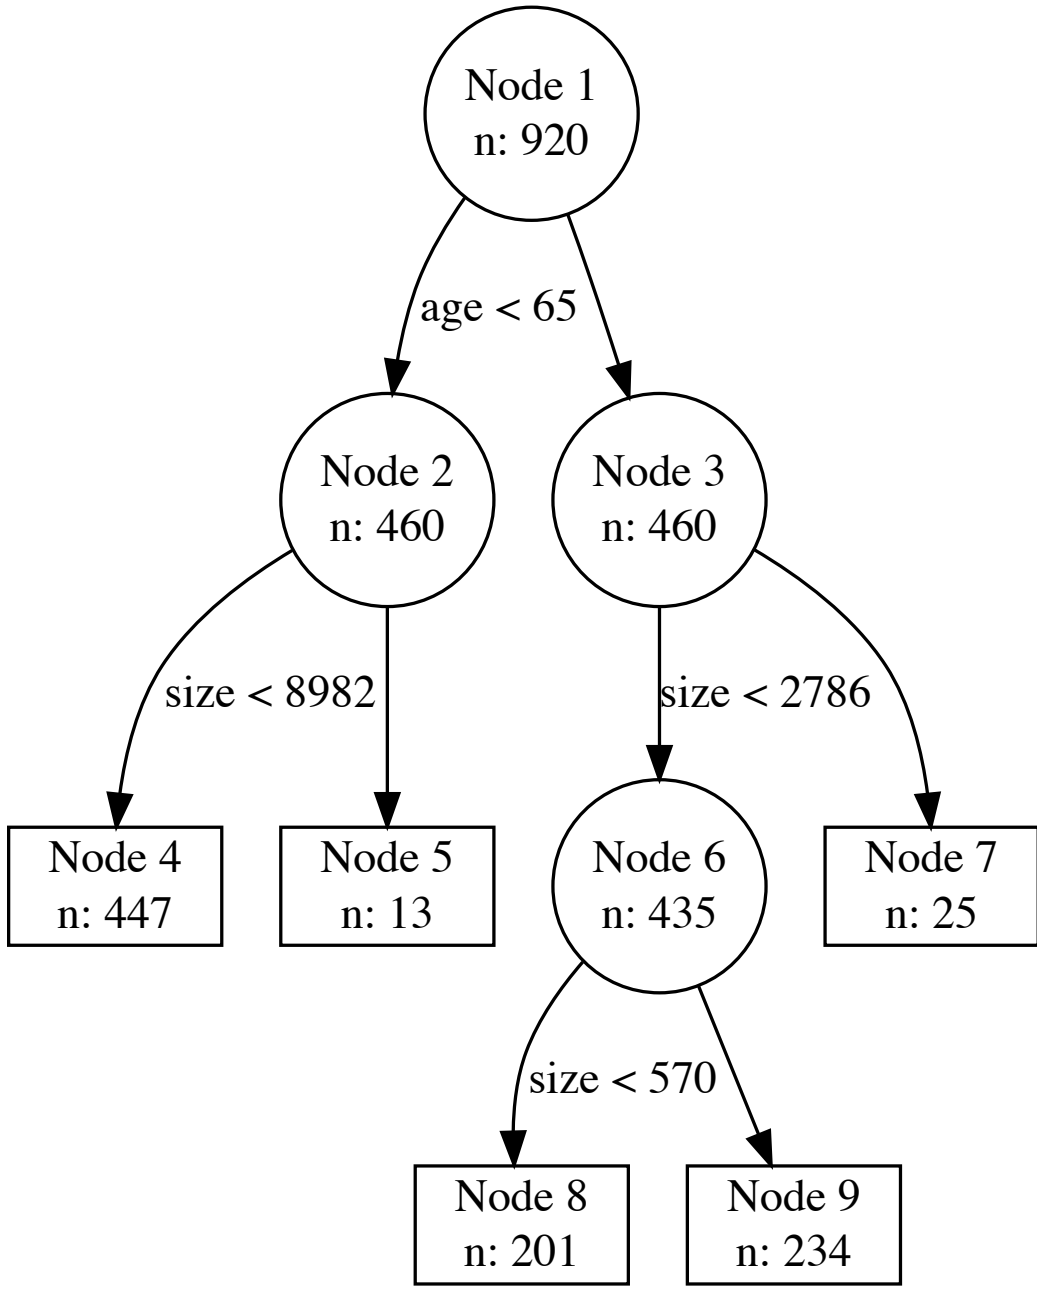 Node 1
n: 920
age < 65
Node 2
n: 460
Node 3
n: 460
size < 8982
size < 2786
Node 4
n: 447
Node 5
n: 13
Node 6
n: 435
Node 7
n: 25
size < 570
Node 8
n: 201
Node 9
n: 234